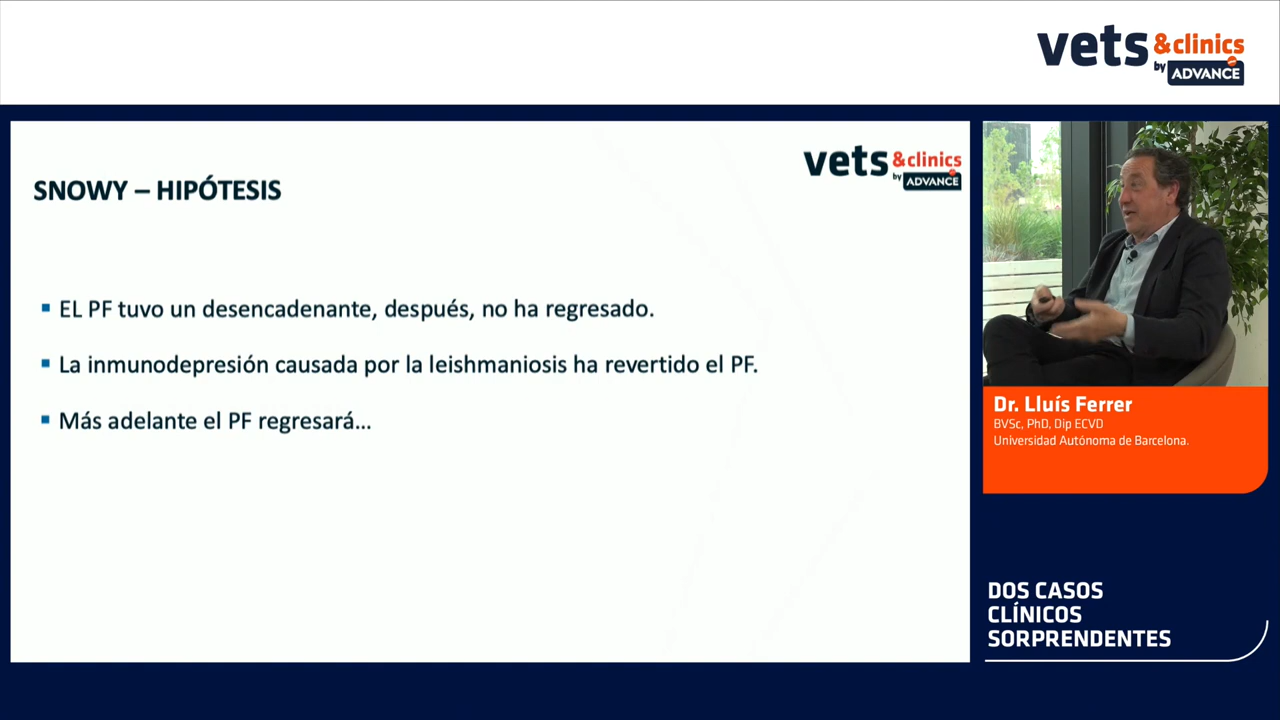 vets &clinics
by ADVANCE
vets &clinics
by ADVANCE
SNOWY – HIPÓTESIS
EL PF tuvo un desencadenante, después, no ha regresado.
La inmunodepresión causada por la leishmaniosis ha revertido el PF.
Más adelante el PF regresará...
Dr. Lluís Ferrer
BVSc, PhD, Dip ECVD
Universidad Autónoma de Barcelona.
DOS CASOS
CLÍNICOS
SORPRENDENTES